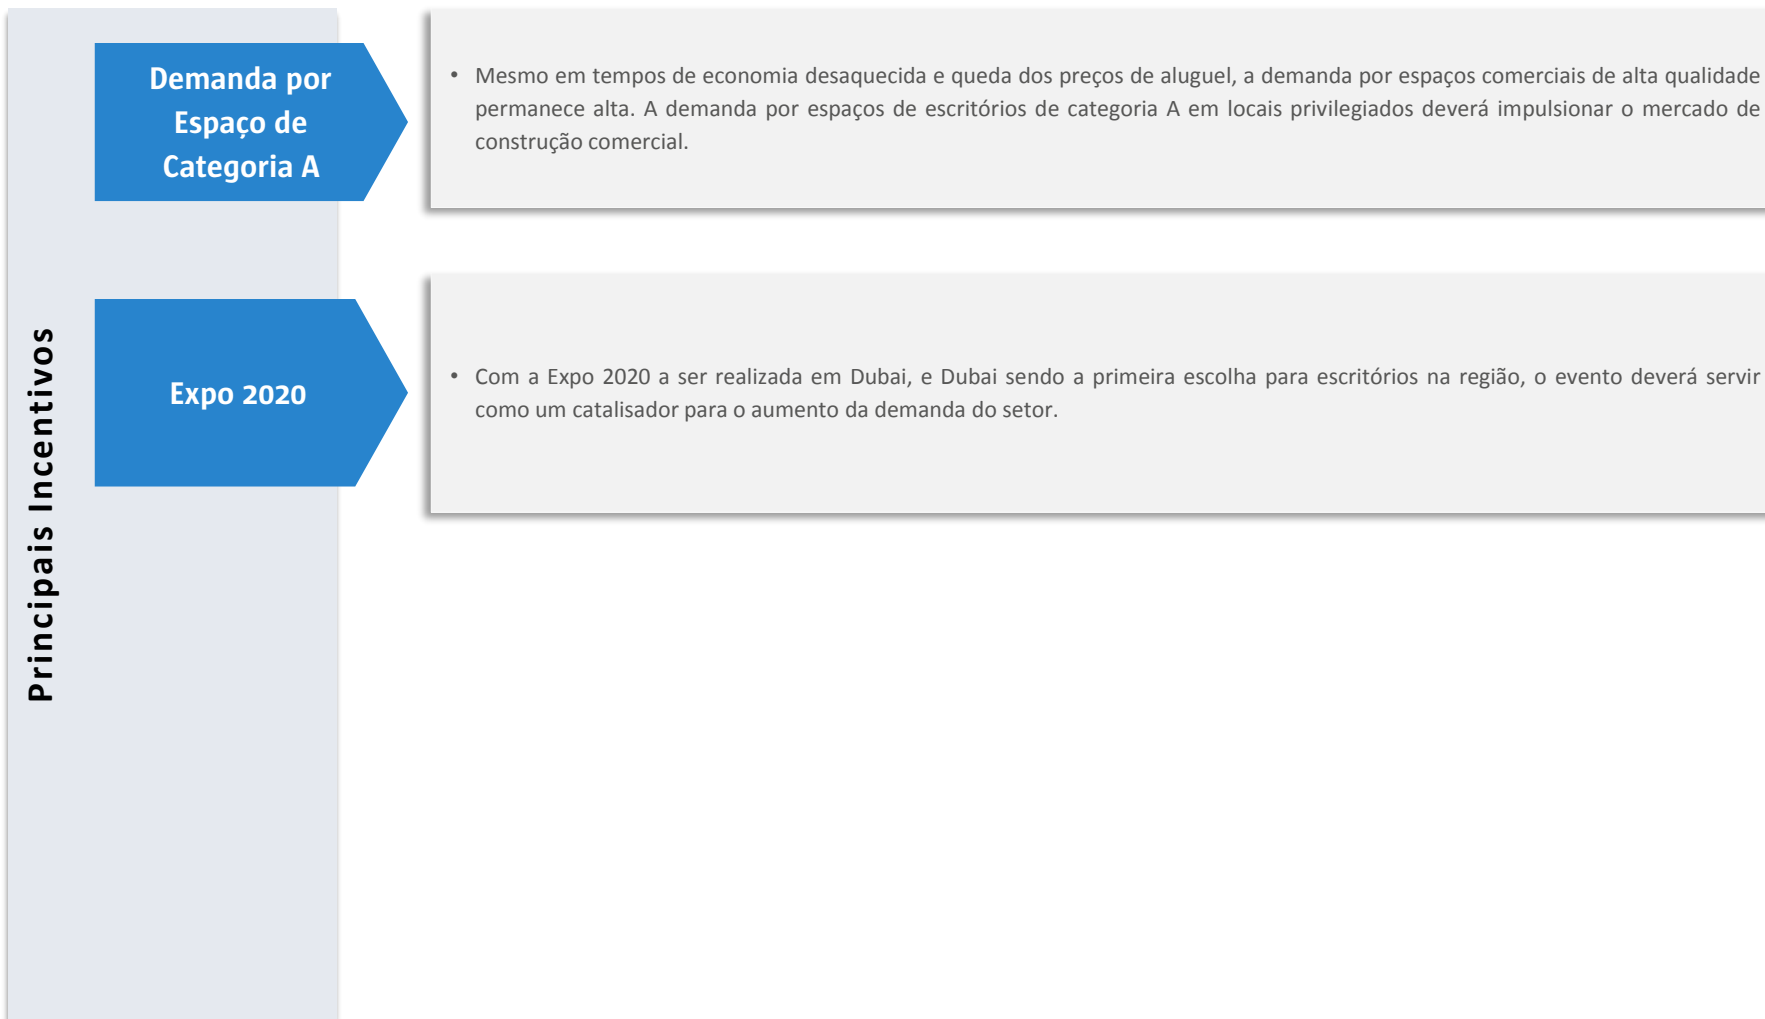 Principais Incentivos
Demanda por
Espaço de
Categoria A
• Mesmo em tempos de economia desaquecida e queda dos preços de aluguel, a demanda por espaços comerciais de alta qualidade
permanece alta. A demanda por espaços de escritórios de categoria A em locais privilegiados deverá impulsionar o mercado de
construção comercial.
Expo 2020
• Com a Expo 2020 a ser realizada em Dubai, e Dubai sendo a primeira escolha para escritórios na região, o evento deverá servir
como um catalisador para o aumento da demanda do setor.